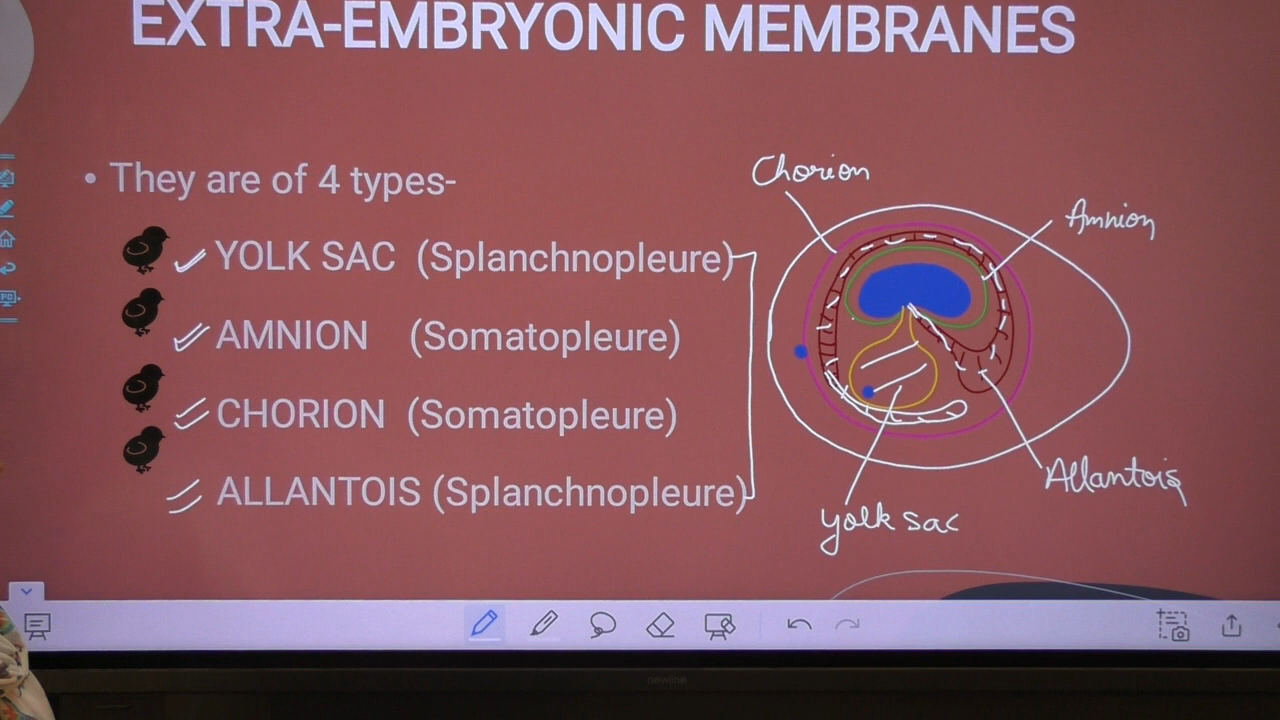 EXTRA-EMBRYONIC MEMBRANES
• They are of 4 types-
YOLK SAC (Splanchnopleure)
AMNION (Somatopleure)
CHORION (Somatopleure)
ALLANTOIS (Splanchnopleure)
Chorion
Amnion
Allantois
yolk sac
newline